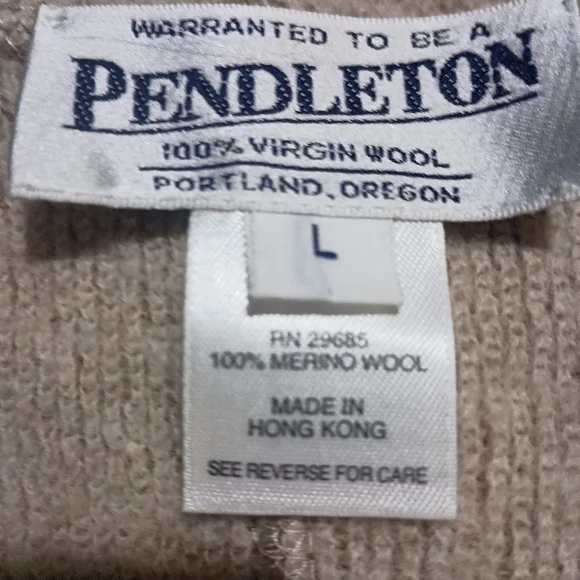 WARRANTED TO BE A
PENDLETON
100% VIRGIN WOOL
PORTLAND, OREGON
L
RN 29685
100% MERINO WOOL
MADE IN
HONG KONG
SEE REVERSE FOR CARE